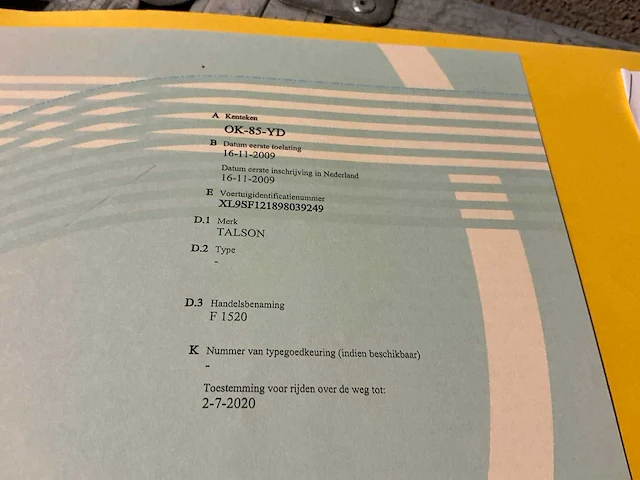 A Kenteken
OK-85-YD
B Datum eerste toelating
16-11-2009
Datum eerste inschrijving in Nederland
16-11-2009
E Voertuigidentificatienummer
XL9SF121898039249
D.1 Merk
TALSON
D.2 Type
-
D.3 Handelsbenaming
F 1520
K Nummer van typegoedkeuring (indien beschikbaar)
-
Toestemming voor rijden over de weg tot:
2-7-2020